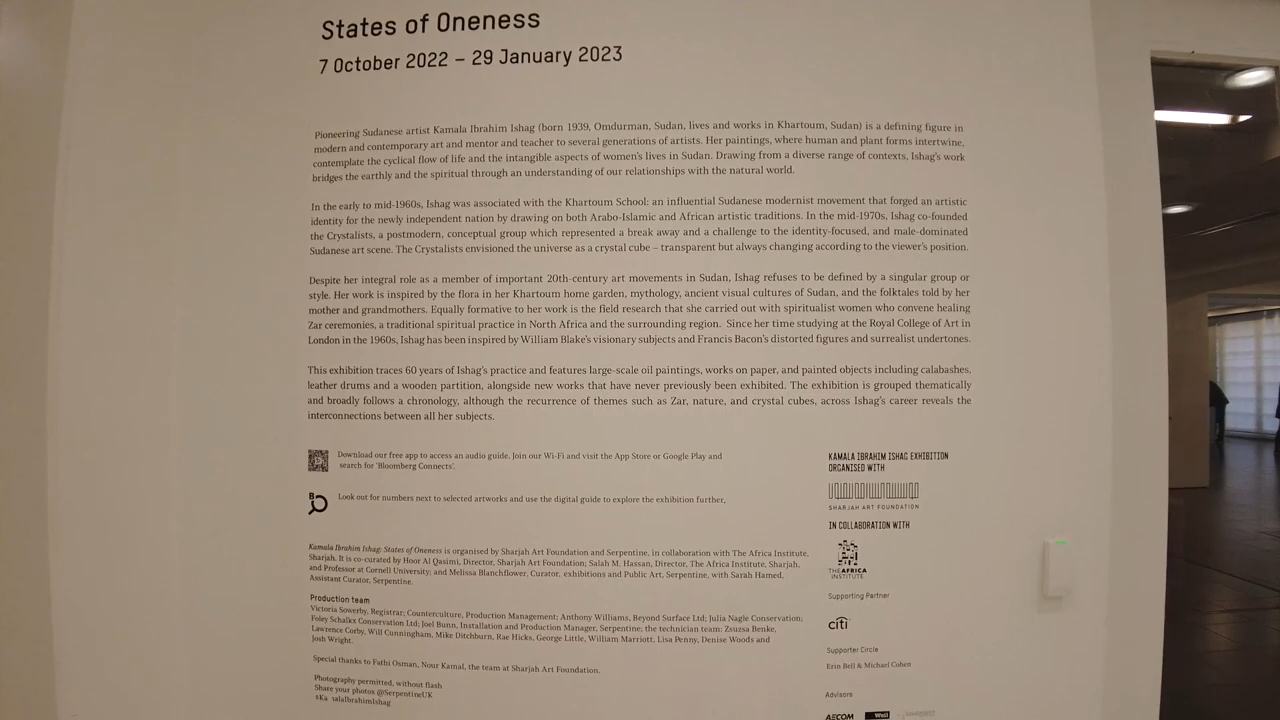 States of Oneness
7 October 2022 – 29 January 2023
Pioneering Sudanese artist Kamala Ibrahim Ishag (born 1939, Omdurman, Sudan, lives and works in Khartoum, Sudan) is a defining figure in
modern and contemporary art and mentor and teacher to several generations of artists. Her paintings, where human and plant forms intertwine,
contemplate the cyclical flow of life and the intangible aspects of women's lives in Sudan. Drawing from a diverse range of contexts, Ishag's work
bridges the earthly and the spiritual through an understanding of our relationships with the natural world.
In the early to mid-1960s, Ishag was associated with the Khartoum School: an influential Sudanese modernist movement that forged an artistic
identity for the newly independent nation by drawing on both Arabo-Islamic and African artistic traditions. In the mid-1970s, Ishag co-founded
the Crystalists, a postmodern, conceptual group which represented a break away and a challenge to the identity-focused, and male-dominated
Sudanese art scene. The Crystalists envisioned the universe as a crystal cube – transparent but always changing according to the viewer's position.
Despite her integral role as a member of important 20th-century art movements in Sudan, Ishag refuses to be defined by a singular group or
style. Her work is inspired by the flora in her Khartoum home garden, mythology, ancient visual cultures of Sudan, and the folktales told by her
mother and grandmothers. Equally formative to her work is the field research that she carried out with spiritualist women who convene healing
Zar ceremonies, a traditional spiritual practice in North Africa and the surrounding region. Since her time studying at the Royal College of Art in
London in the 1960s, Ishag has been inspired by William Blake's visionary subjects and Francis Bacon's distorted figures and surrealist undertones.
This exhibition traces 60 years of Ishag's practice and features large-scale oil paintings, works on paper, and painted objects including calabashes,
leather drums and a wooden partition, alongside new works that have never previously been exhibited. The exhibition is grouped thematically
and broadly follows a chronology, although the recurrence of themes such as Zar, nature, and crystal cubes, across Ishag's career reveals the
interconnections between all her subjects.
Download our free app to access an audio guide. Join our Wi-Fi and visit the App Store or Google Play and
search for 'Bloomberg Connects'.
B
Look out for numbers next to selected artworks and use the digital guide to explore the exhibition further.
Kamala Ibrahim Ishag: States of Oneness is organised by Sharjah Art Foundation and Serpentine, in collaboration with The Africa Institute,
Sharjah. It is co-curated by Hoor Al Qasimi, Director, Sharjah Art Foundation; Salah M. Hassan, Director, The Africa Institute, Sharjah,
and Professor at Cornell University; and Melissa Blanchflower, Curator, exhibitions and Public Art, Serpentine, with Sarah Hamed,
Assistant Curator, Serpentine.
Production team
Victoria Sowerby, Registrar; Counterculture, Production Management; Anthony Williams, Beyond Surface Ltd; Julia Nagle Conservation;
Foley Schalkx Conservation Ltd; Joel Bunn, Installation and Production Manager, Serpentine; the technician team: Zsuzsa Benke,
Lawrence Corby, Will Cunningham, Mike Ditchburn, Rae Hicks, George Little, William Marriott, Lisa Penny, Denise Woods and
Josh Wright.
Special thanks to Fathi Osman, Nour Kamal, the team at Sharjah Art Foundation.
Photography permitted, without flash
Share your photos @SerpentineUK
#Ka alaIbrahimIshag
KAMALA IBRAHIM ISHAG EXHIBITION
ORGANISED WITH
SHARJAH ART FOUNDATION
IN COLLABORATION WITH
THE AFRICA
INSTITUTE
Supporting Partner
citi
Supporter Circle
Erin Bell & Michael Cohen
Advisors
AECOM Weil